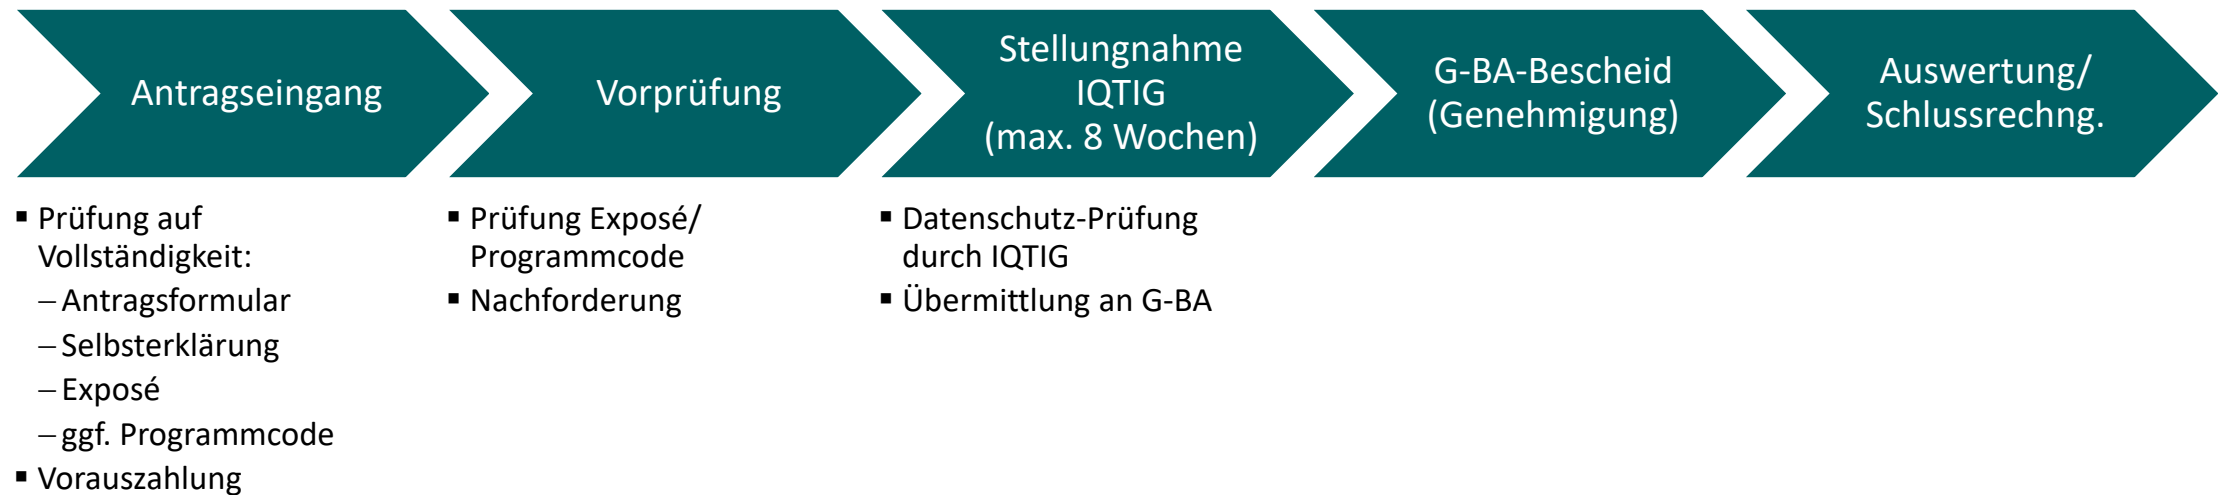 Antragseingang
Vorprüfung
Stellungnahme
IQTIG
(max. 8 Wochen)
G-BA-Bescheid
(Genehmigung)
Auswertung/
Schlussrechng.
▪ Prüfung auf
Vollständigkeit:
– Antragsformular
– Selbsterklärung
– Exposé
– ggf. Programmcode
▪ Vorauszahlung
▪ Prüfung Exposé/
Programmcode
▪ Nachforderung
▪ Datenschutz-Prüfung
durch IQTIG
▪ Übermittlung an G-BA